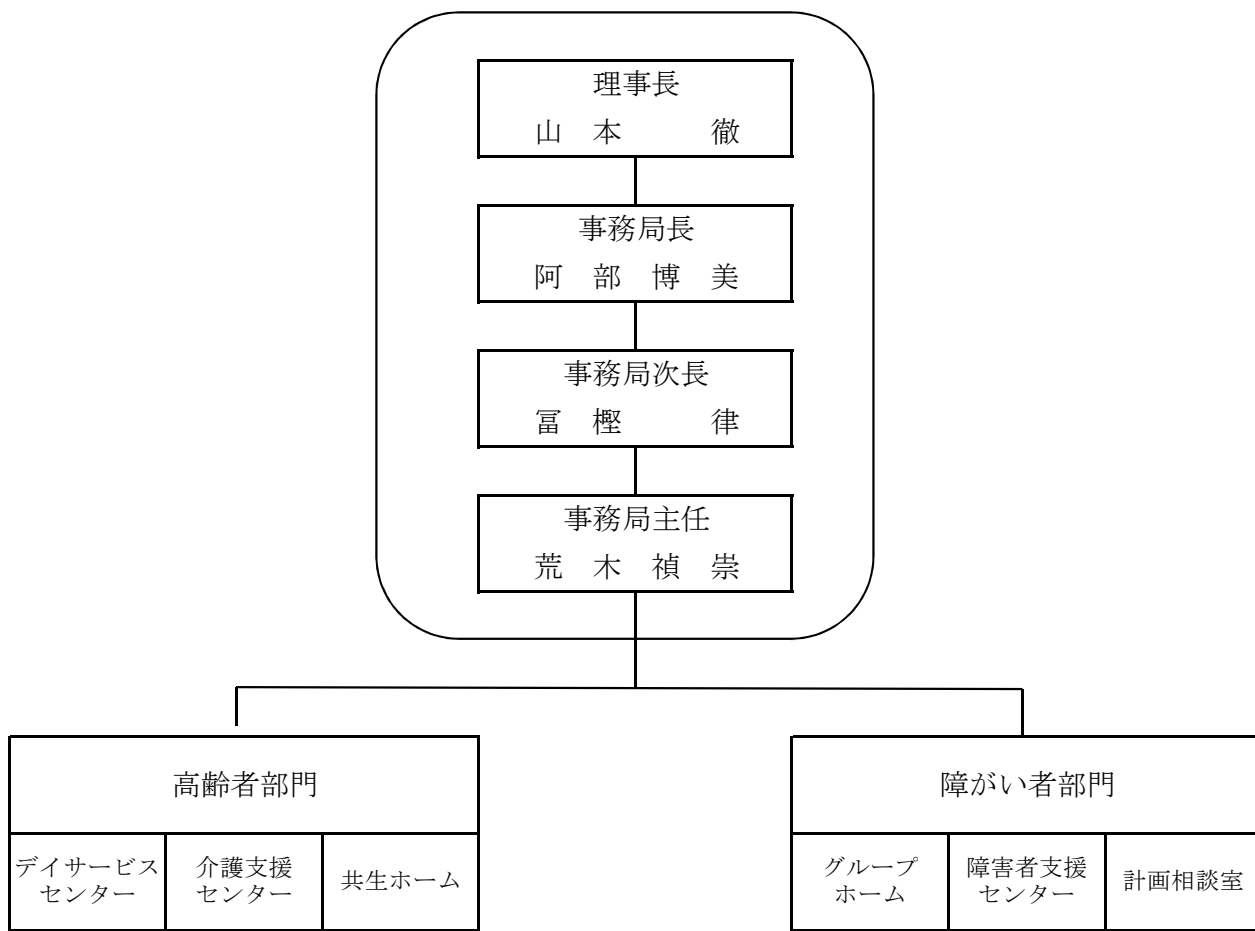 理事長
山本　徹
事務局長
阿部博美
事務局次長
冨樫　律
事務局主任
荒木禎崇
高齢者部門
障がい者部門
デイサービス
センター
介護支援
センター
共生ホーム
グループ
ホーム
障害者支援
センター
計画相談室